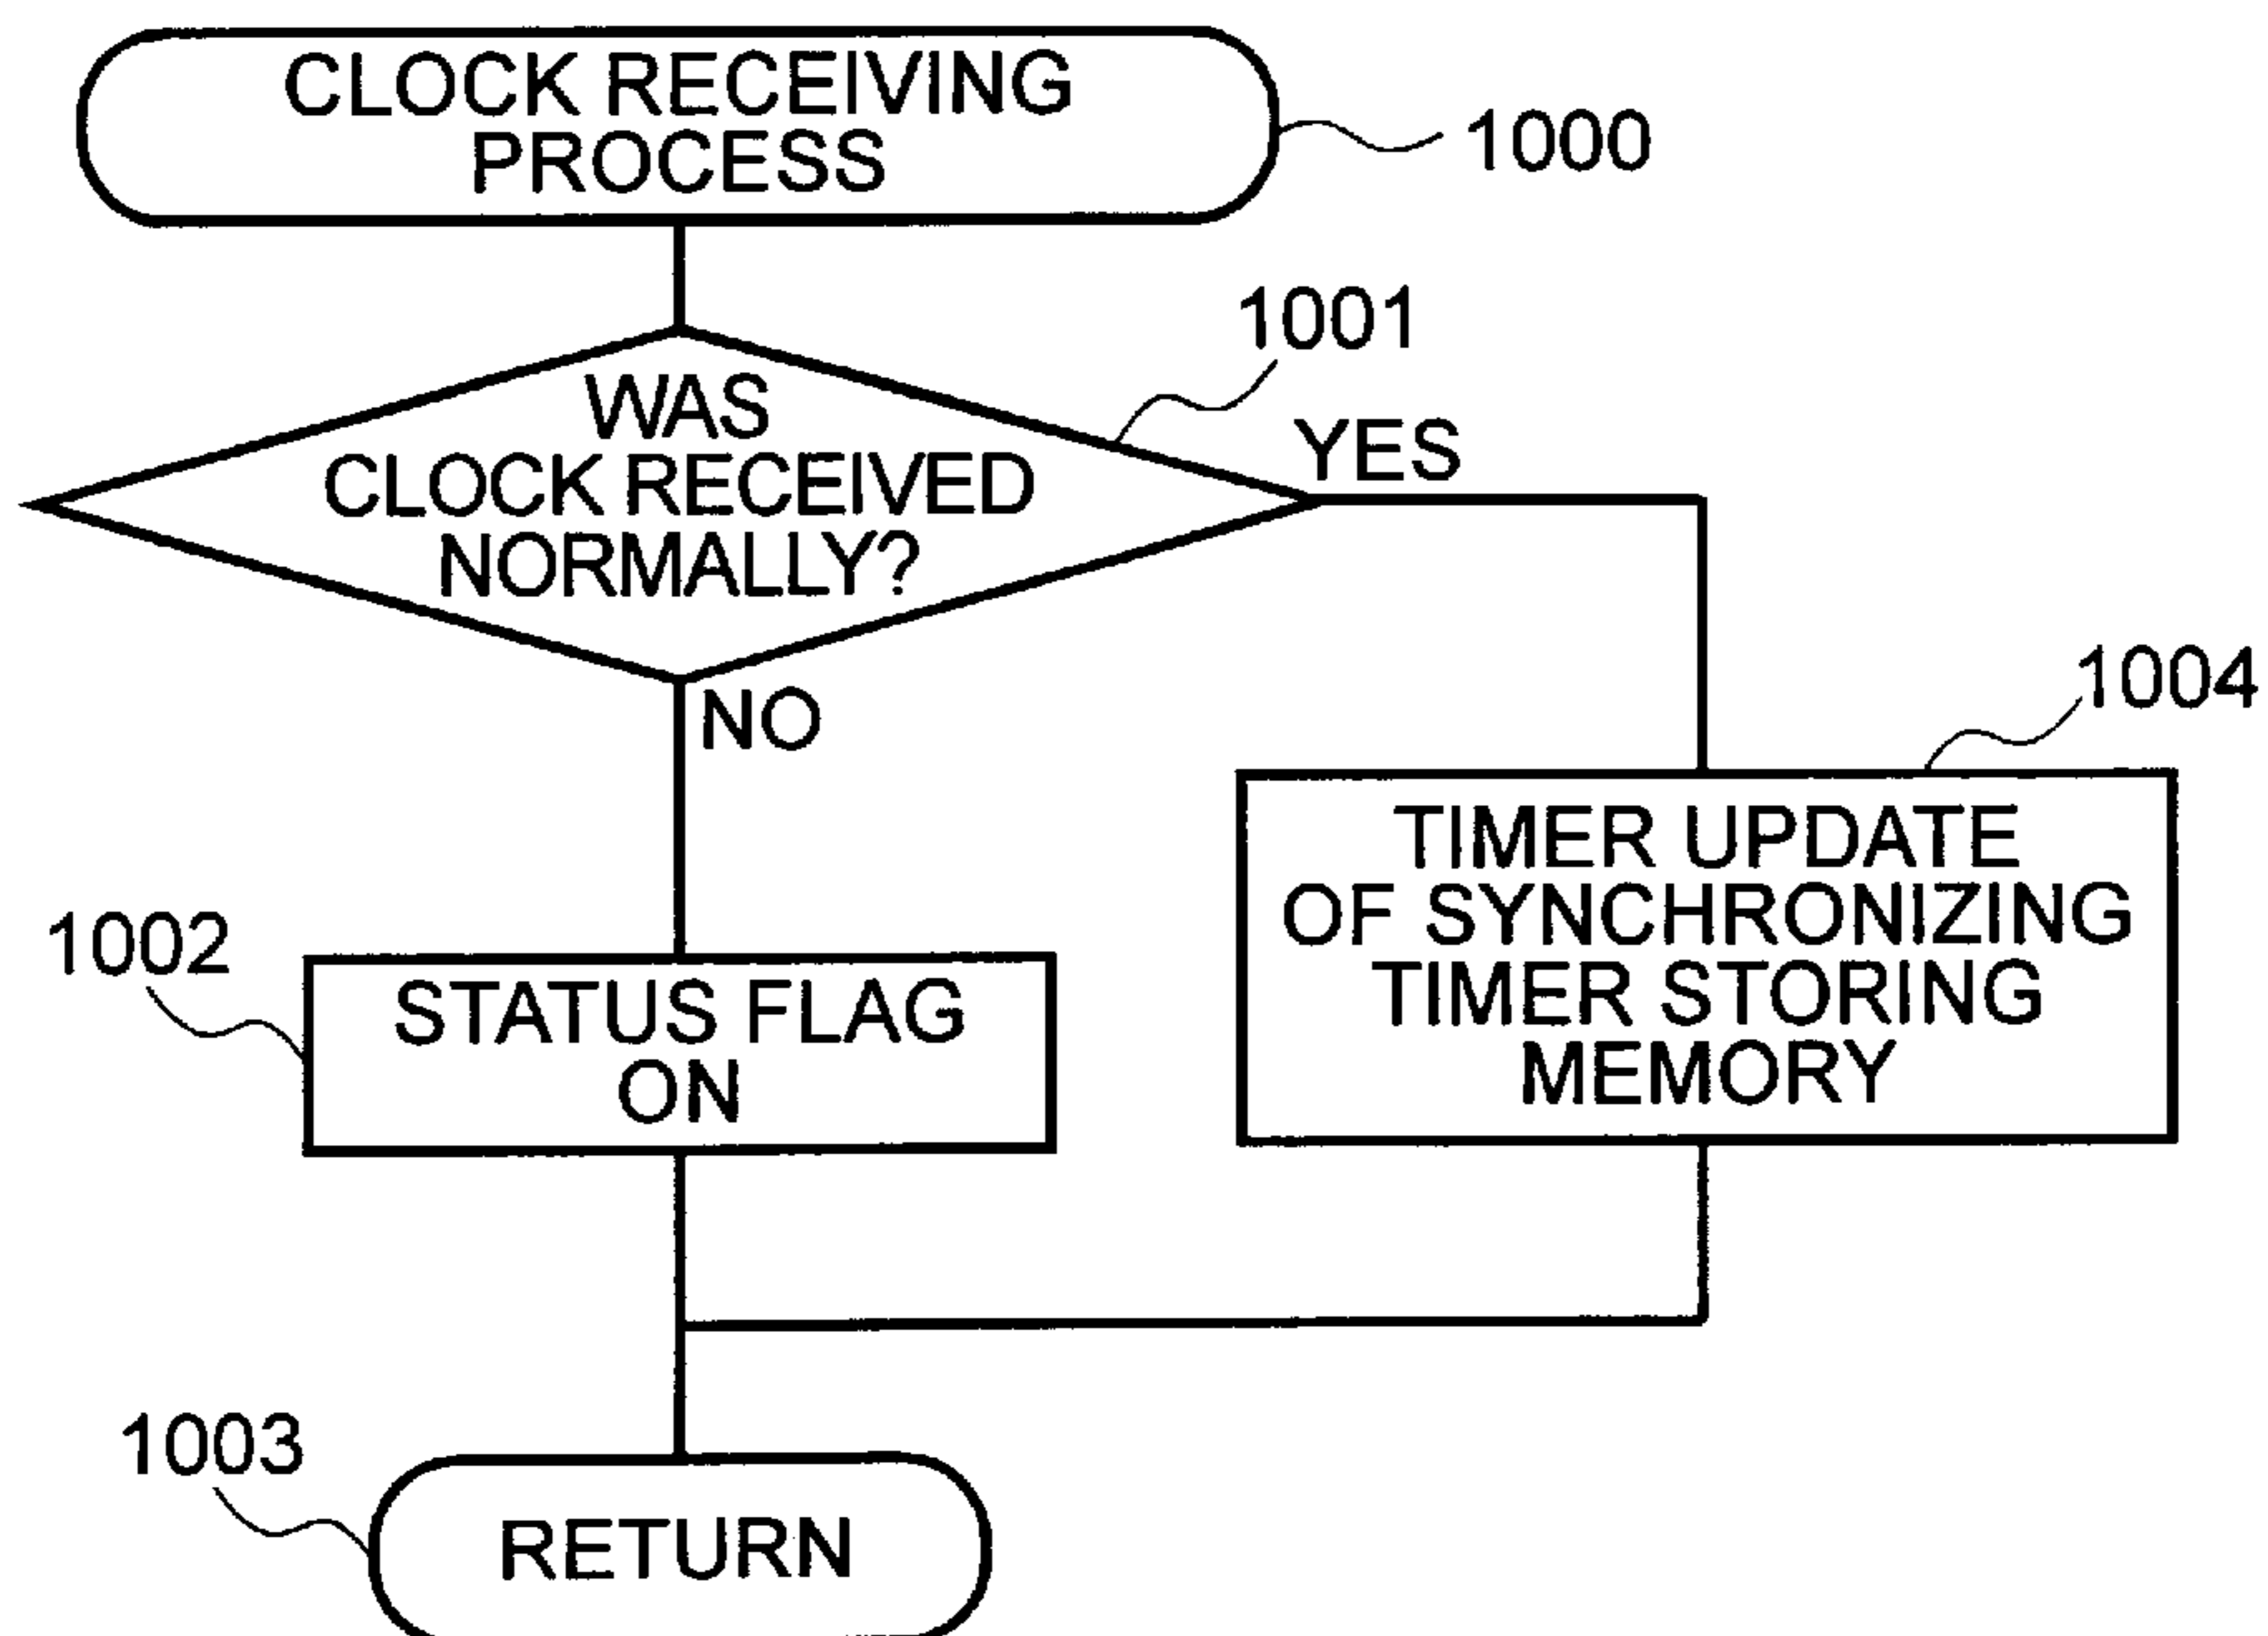 CLOCK RECEIVING
PROCESS
1000
1001
WAS
CLOCK RECEIVED
NORMALLY?
YES
NO
1004
TIMER UPDATE
OF SYNCHRONIZING
TIMER STORING
MEMORY
1002
STATUS FLAG
ON
1003
RETURN